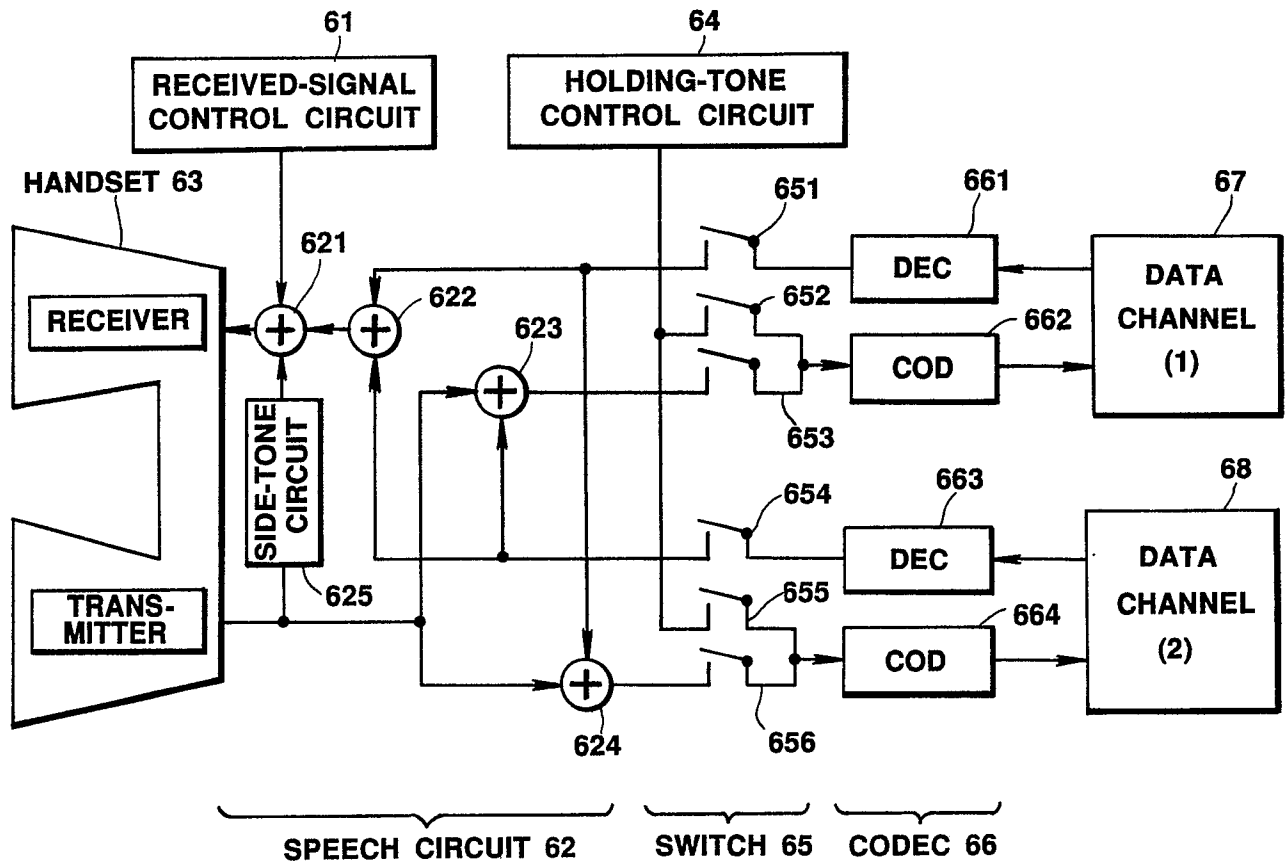 61
RECEIVED-SIGNAL
CONTROL CIRCUIT
64
HOLDING-TONE
CONTROL CIRCUIT
HANDSET 63
621
622
623
651
661
67
RECEIVER
DEC
652
662
DATA
CHANNEL
(1)
COD
653
SIDE-TONE
CIRCUIT
654
663
68
DEC
DATA
CHANNEL
(2)
625
655
664
TRANS-
MITTER
COD
624
656
SPEECH CIRCUIT 62
SWITCH 65
CODEC 66